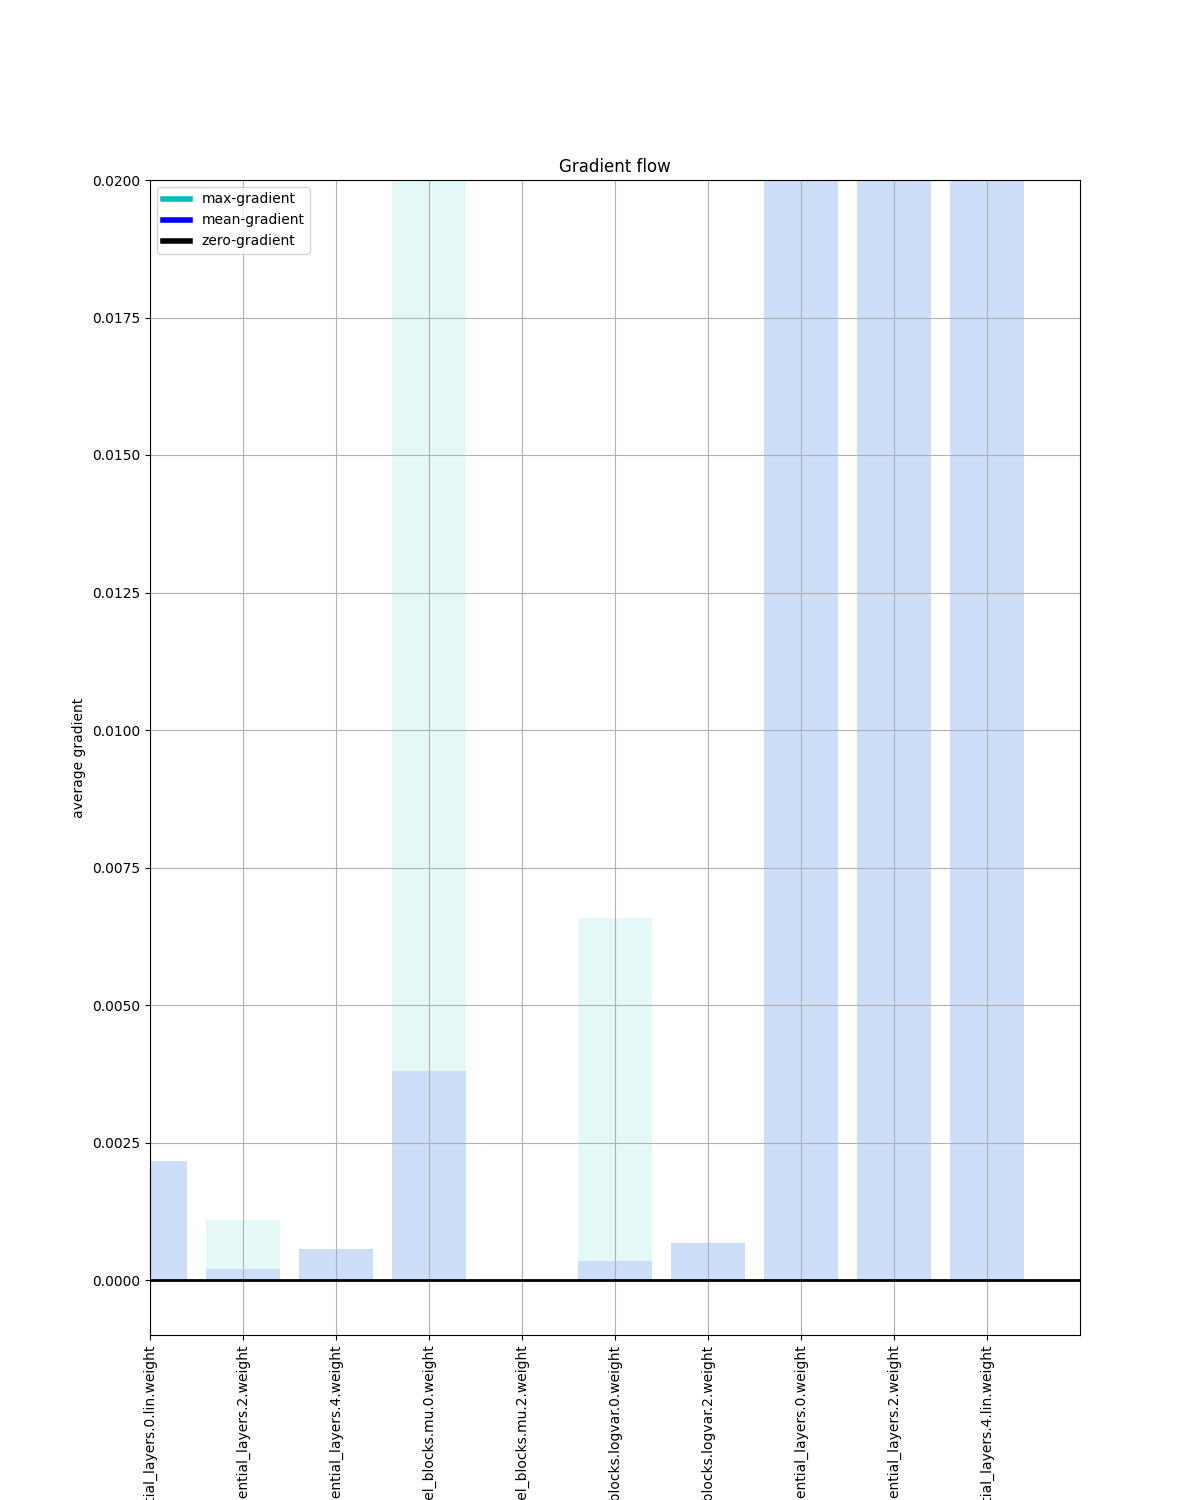 Gradient flow
max-gradient
mean-gradient
zero-gradient
0.0200
0.0175
0.0150
0.0125
0.0100
0.0075
0.0050
0.0025
0.0000
average gradient
tial_layers.0.lin.weight
ential_layers.2.weight
ential_layers.4.weight
el_blocks.mu.0.weight
el_blocks.mu.2.weight
blocks.logvar.0.weight
blocks.logvar.2.weight
ential_layers.0.weight
ential_layers.2.weight
tial_layers.4.lin.weight